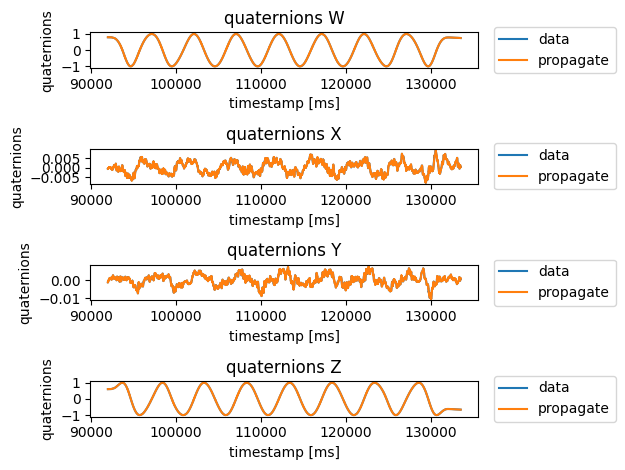 quaternions W
quaternions
1
0
−1
90000 100000 110000 120000 130000
timestamp [ms]
data
propagate
quaternions X
quaternions
0.005
0.000
−0.005
90000 100000 110000 120000 130000
timestamp [ms]
data
propagate
quaternions Y
quaternions
0.00
−0.01
90000 100000 110000 120000 130000
timestamp [ms]
data
propagate
quaternions Z
quaternions
1
0
−1
90000 100000 110000 120000 130000
timestamp [ms]
data
propagate